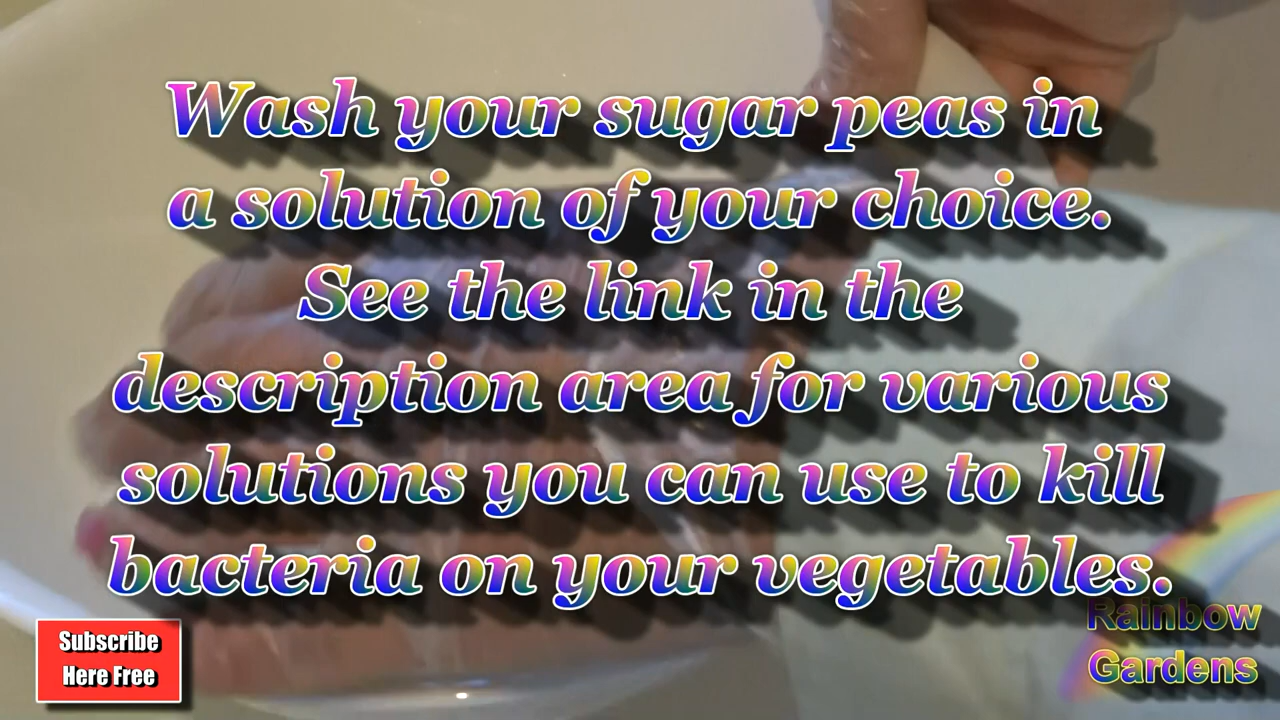 Wash your sugar peas in
a solution of your choice.
See the link in the
description area for various
solutions you can use to kill
bacteria on your vegetables.
Subscribe
Here Free
Rainbow
Gardens